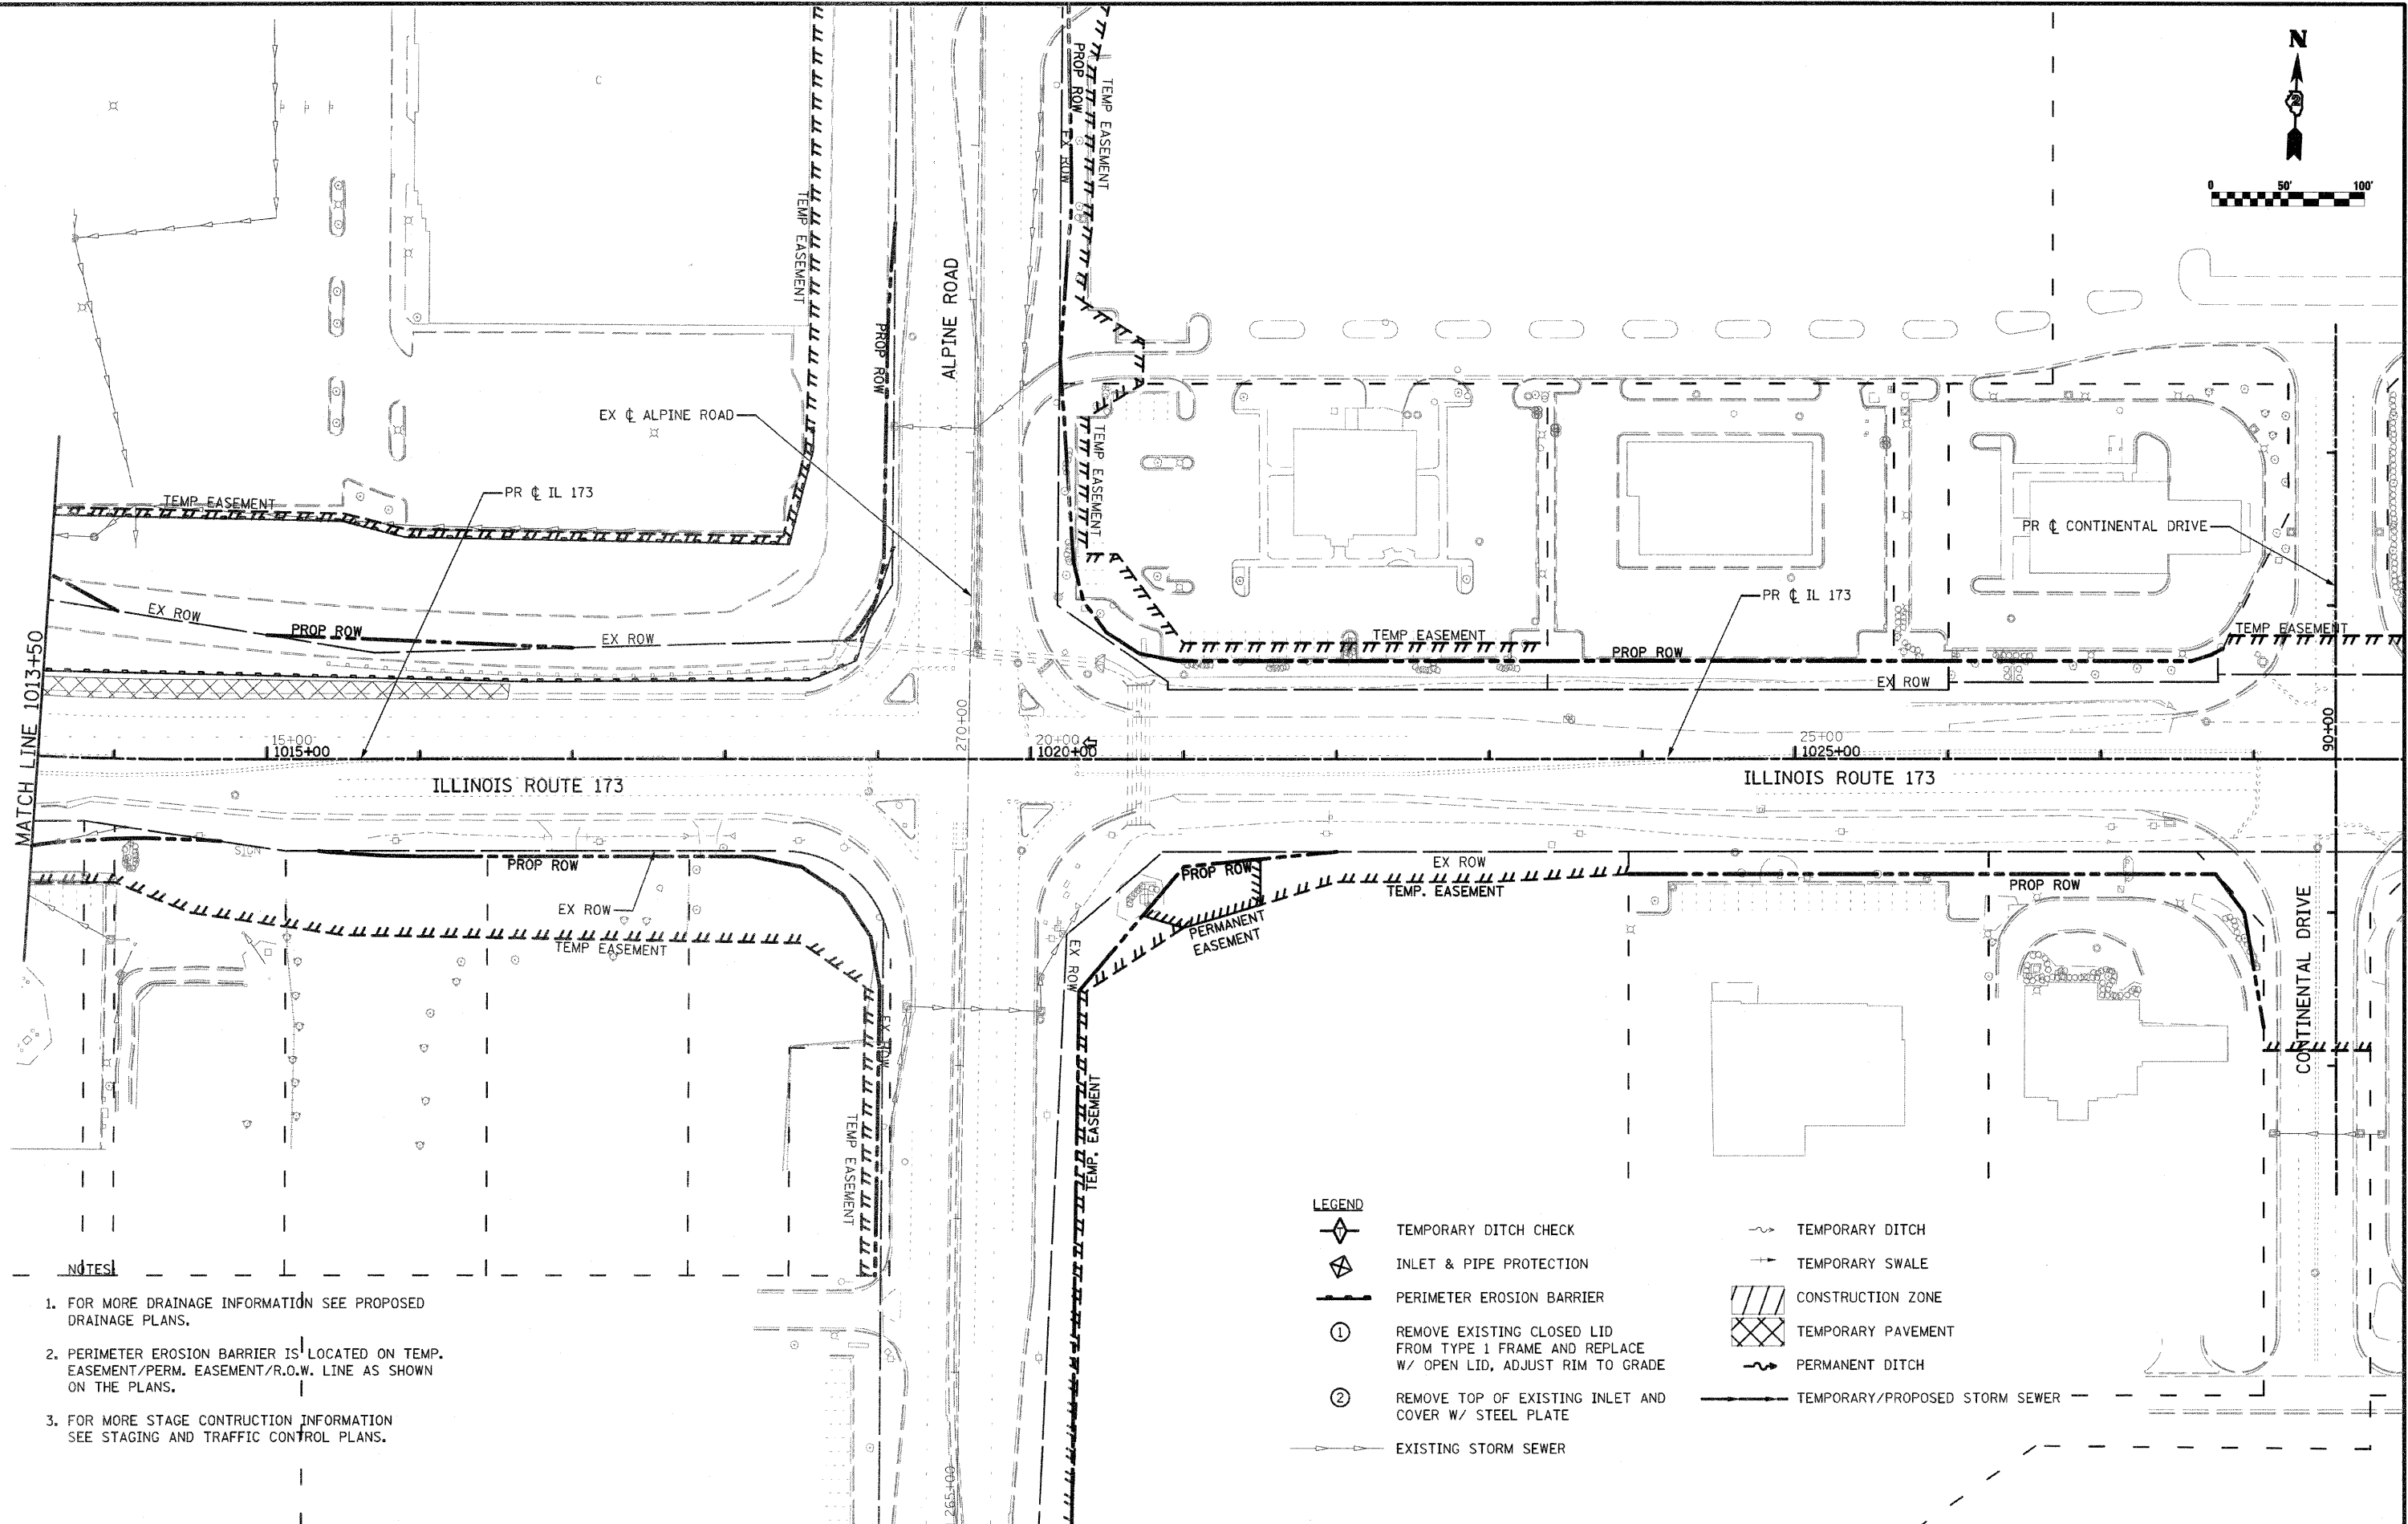 N
2
0 50' 100'
PROP ROW
TEMP EASEMENT
EX ROW
TEMP EASEMENT
PROP ROW
ALPINE ROAD
EX ℄ ALPINE ROAD
TEMP EASEMENT
PR ℄ IL 173
TEMP EASEMENT
PR ℄ CONTINENTAL DRIVE
PR ℄ IL 173
EX ROW
PROP ROW
EX ROW
TEMP EASEMENT
PROP ROW
TEMP EASEMENT
EX ROW
MATCH LINE 1013+50
270+00
90+00
15+00
1015+00
20+00
1020+00
25+00
1025+00
ILLINOIS ROUTE 173
ILLINOIS ROUTE 173
SIGN
PROP ROW
EX ROW
TEMP EASEMENT
PROP ROW
EX ROW
TEMP. EASEMENT
PERMANENT
EASEMENT
EX ROW
PROP ROW
CONTINENTAL DRIVE
EX ROW
TEMP EASEMENT
TEMP. EASEMENT
265+00
NOTES:
1. FOR MORE DRAINAGE INFORMATION SEE PROPOSED
DRAINAGE PLANS.
2. PERIMETER EROSION BARRIER IS LOCATED ON TEMP.
EASEMENT/PERM. EASEMENT/R.O.W. LINE AS SHOWN
ON THE PLANS.
3. FOR MORE STAGE CONTRUCTION INFORMATION
SEE STAGING AND TRAFFIC CONTROL PLANS.
LEGEND
T TEMPORARY DITCH CHECK
INLET & PIPE PROTECTION
PERIMETER EROSION BARRIER
1 REMOVE EXISTING CLOSED LID
FROM TYPE 1 FRAME AND REPLACE
W/ OPEN LID, ADJUST RIM TO GRADE
2 REMOVE TOP OF EXISTING INLET AND
COVER W/ STEEL PLATE
EXISTING STORM SEWER
TEMPORARY DITCH
TEMPORARY SWALE
CONSTRUCTION ZONE
TEMPORARY PAVEMENT
PERMANENT DITCH
TEMPORARY/PROPOSED STORM SEWER